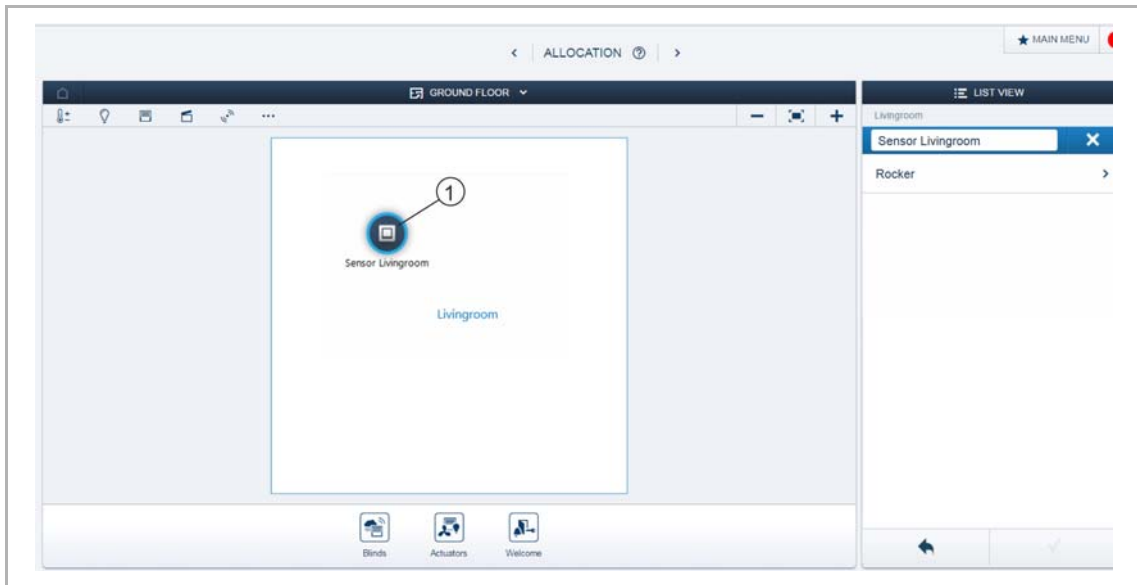 ALLOCATION ?
MAIN MENU
GROUND FLOOR
LIST VIEW
...
Livingroom
Sensor Livingroom
Rocker
1
Sensor Livingroom
Livingroom
Blinds
Actuators
Welcome